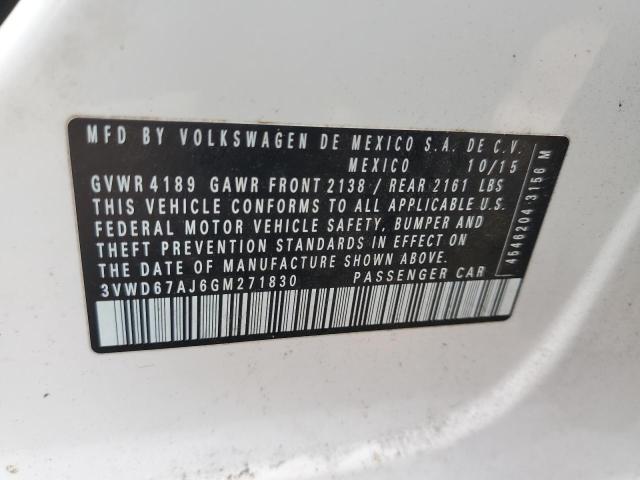 MFD BY VOLKSWAGEN DE MEXICO S.A. DE C.V.
MEXICO 10/15
GVWR 4189 GAWR FRONT 2138 / REAR 2161 LBS
THIS VEHICLE CONFORMS TO ALL APPLICABLE U.S.
FEDERAL MOTOR VEHICLE SAFETY, BUMPER AND
THEFT PREVENTION STANDARDS IN EFFECT ON
THE DATE OF MANUFACTURE SHOWN ABOVE.
3VWD67AJ6GM271830 PASSENGER CAR
4546204 3156 M